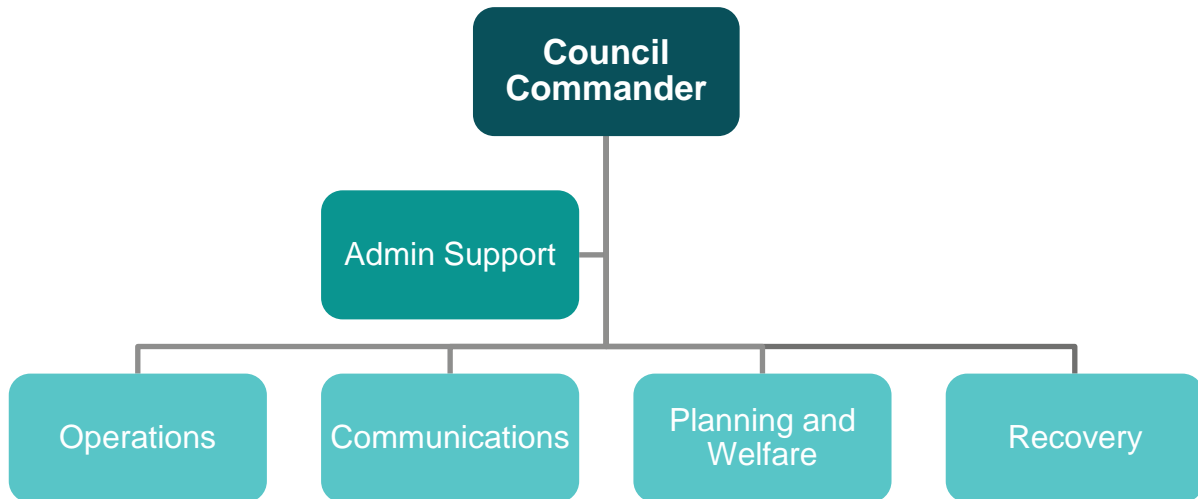 Council
Commander
Admin Support
Operations
Communications
Planning and
Welfare
Recovery